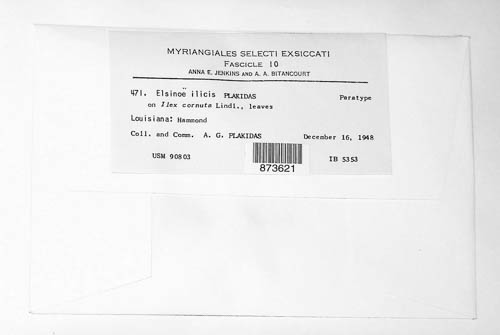 MYRIANGIALES SELECTI EXSICCATI
FASCICLE 10
ANNA E. JENKINS AND A. A. BITANCOURT
471. Elsinoë ilicis PLAKIDAS Paratype
on Ilex cornuta Lindl., leaves
Louisiana: Hammond
Coll. and Comm. A. G. PLAKIDAS December 16, 1948
USM 90803 IB 5353
873621